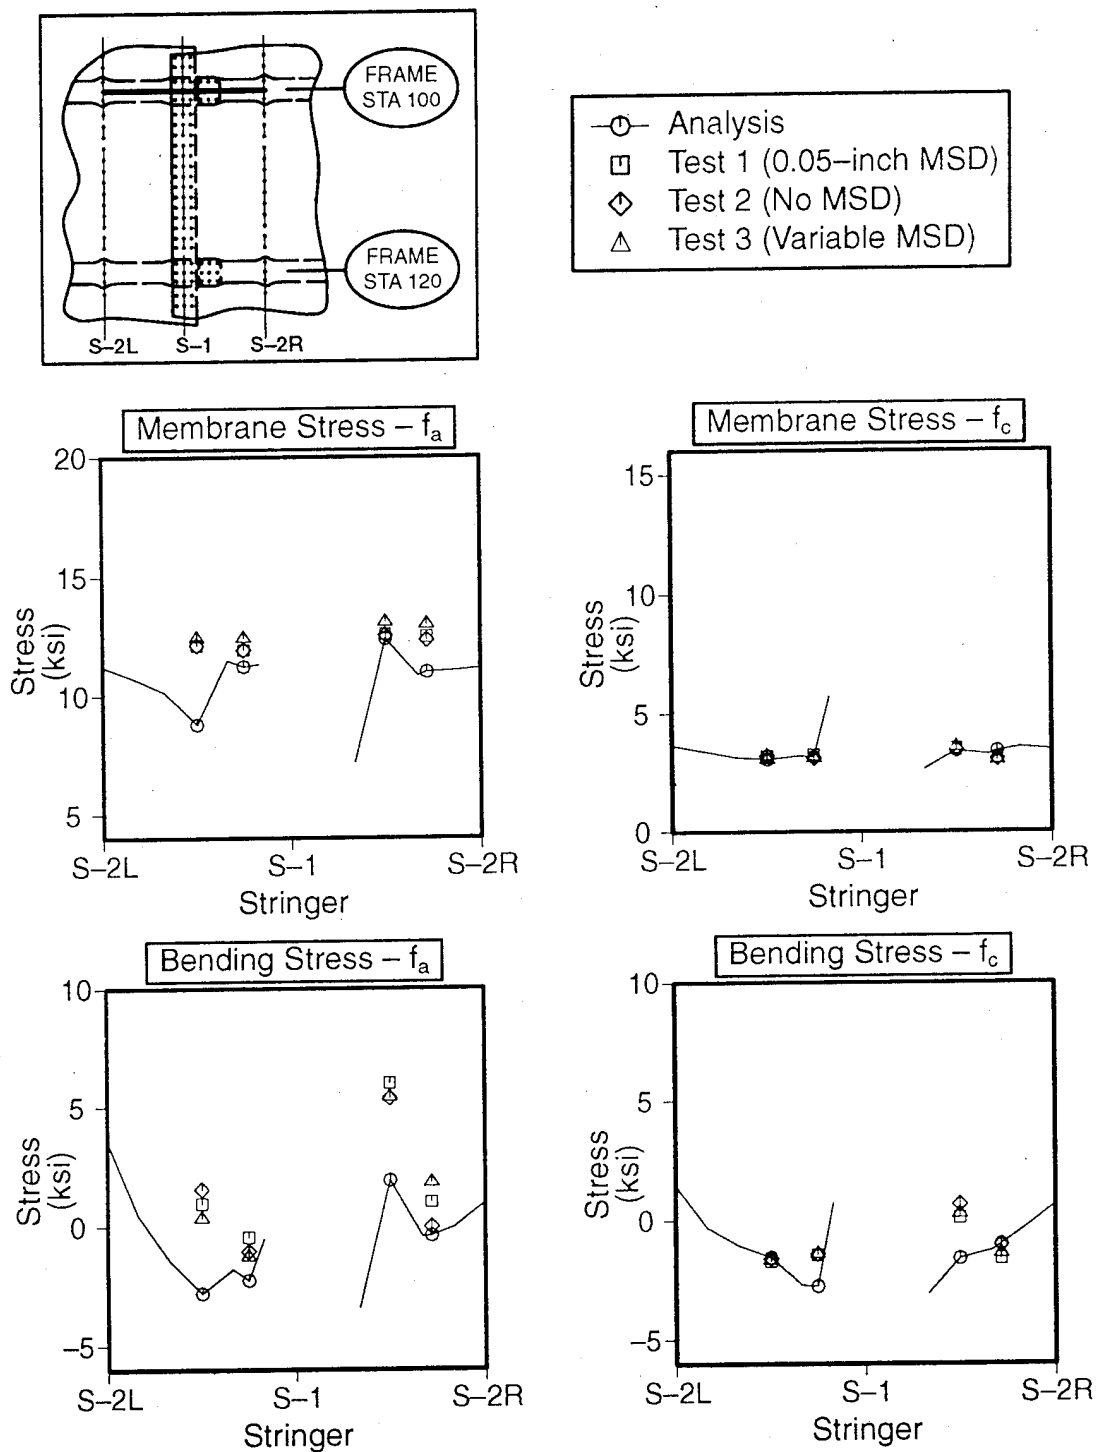 FRAME
STA 100
FRAME
STA 120
S–2L S–1 S–2R
Analysis
Test 1 (0.05–inch MSD)
Test 2 (No MSD)
Test 3 (Variable MSD)
Membrane Stress – fa
20
15
10
5
Stress
(ksi)
S–2L S–1 S–2R
Stringer
Membrane Stress – fc
15
10
5
0
Stress
(ksi)
S–2L S–1 S–2R
Stringer
Bending Stress – fa
10
5
0
–5
Stress
(ksi)
S–2L S–1 S–2R
Stringer
Bending Stress – fc
10
5
0
–5
Stress
(ksi)
S–2L S–1 S–2R
Stringer